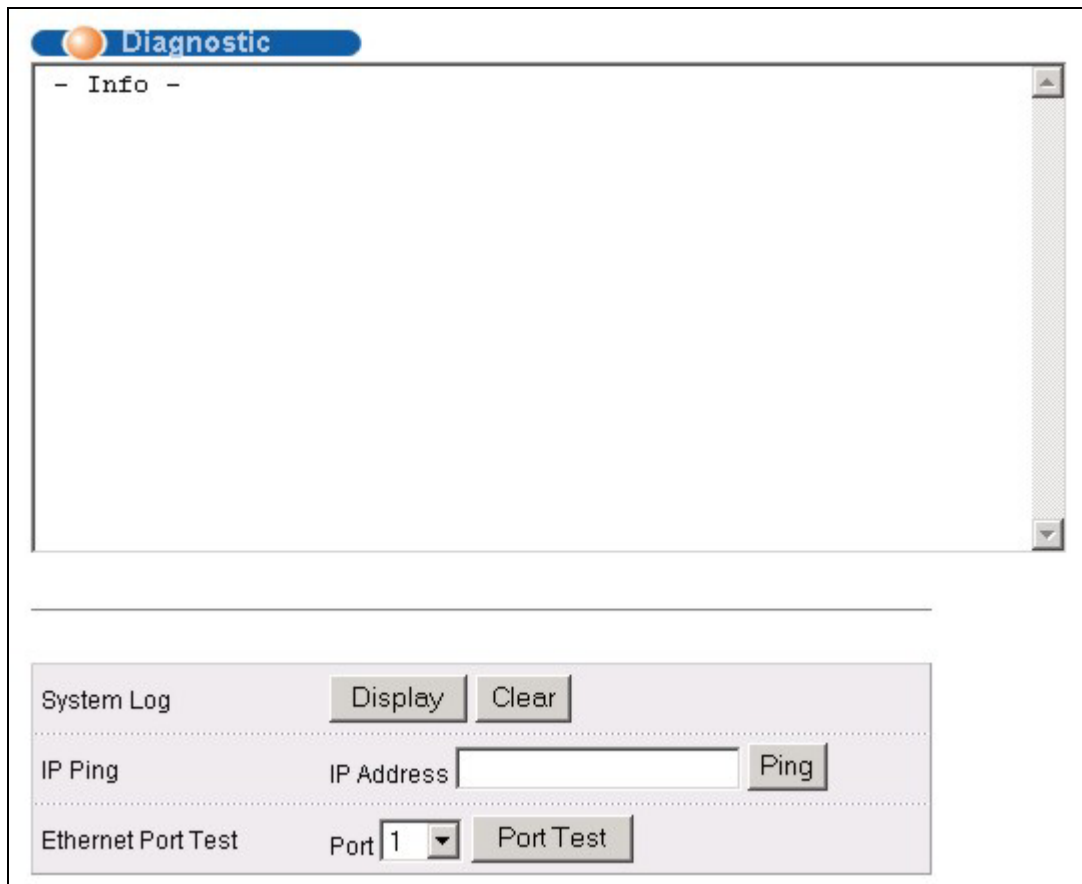 Diagnostic
- Info -
System Log Display Clear
IP Ping IP Address Ping
Ethernet Port Test Port 1 Port Test